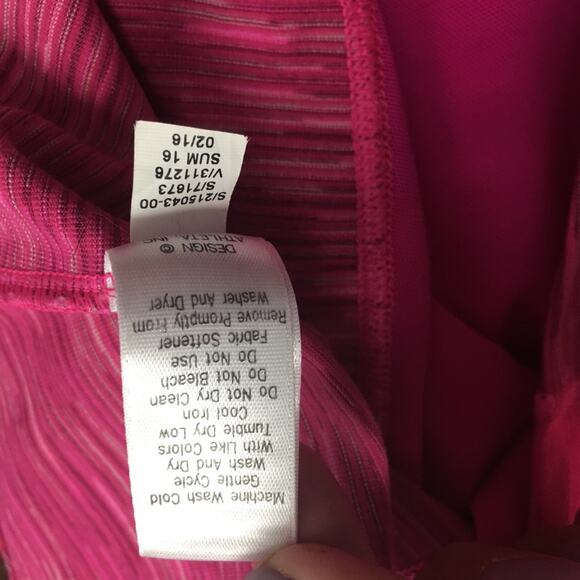 Machine Wash Cold
Gentle Cycle
Wash And Dry
With Like Colors
Tumble Dry Low
Cool Iron
Do Not Dry Clean
Do Not Bleach
Do Not Use
Fabric Softener
Remove Promptly From
Washer And Dryer
DESIGN ©
ATHLETA, INC
S/215043-00
S/71673
V/311276
SUM 16
02/16